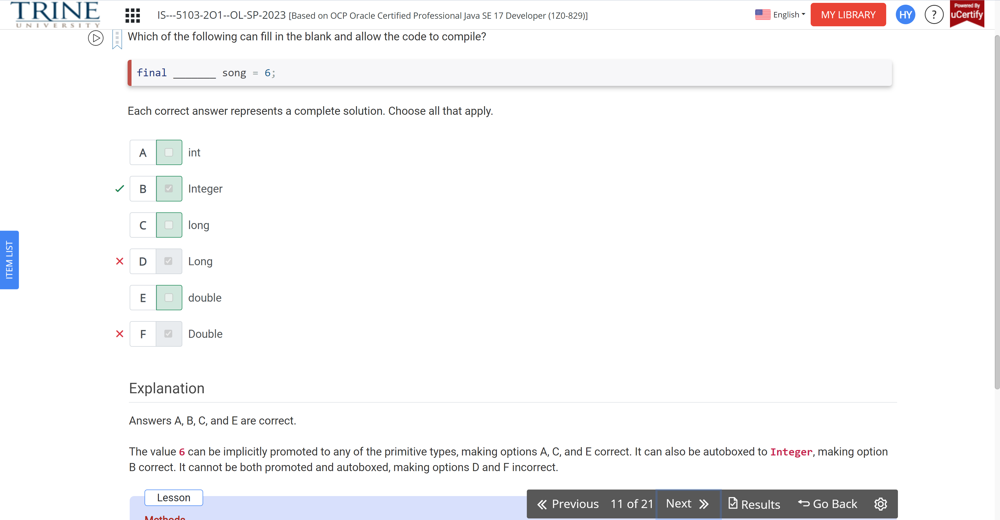 TRINE
UNIVERSITY
IS---5103-2O1--OL-SP-2023 [Based on OCP Oracle Certified Professional Java SE 17 Developer (1Z0-829)]
English
MY LIBRARY
HY
?
Powered By
uCertify
Which of the following can fill in the blank and allow the code to compile?
final _______ song = 6;
Each correct answer represents a complete solution. Choose all that apply.
A int
B Integer
C long
D Long
E double
F Double
ITEM LIST
Explanation
Answers A, B, C, and E are correct.
The value 6 can be implicitly promoted to any of the primitive types, making options A, C, and E correct. It can also be autoboxed to Integer, making option
B correct. It cannot be both promoted and autoboxed, making options D and F incorrect.
Lesson
Methods
Previous 11 of 21 Next Results Go Back